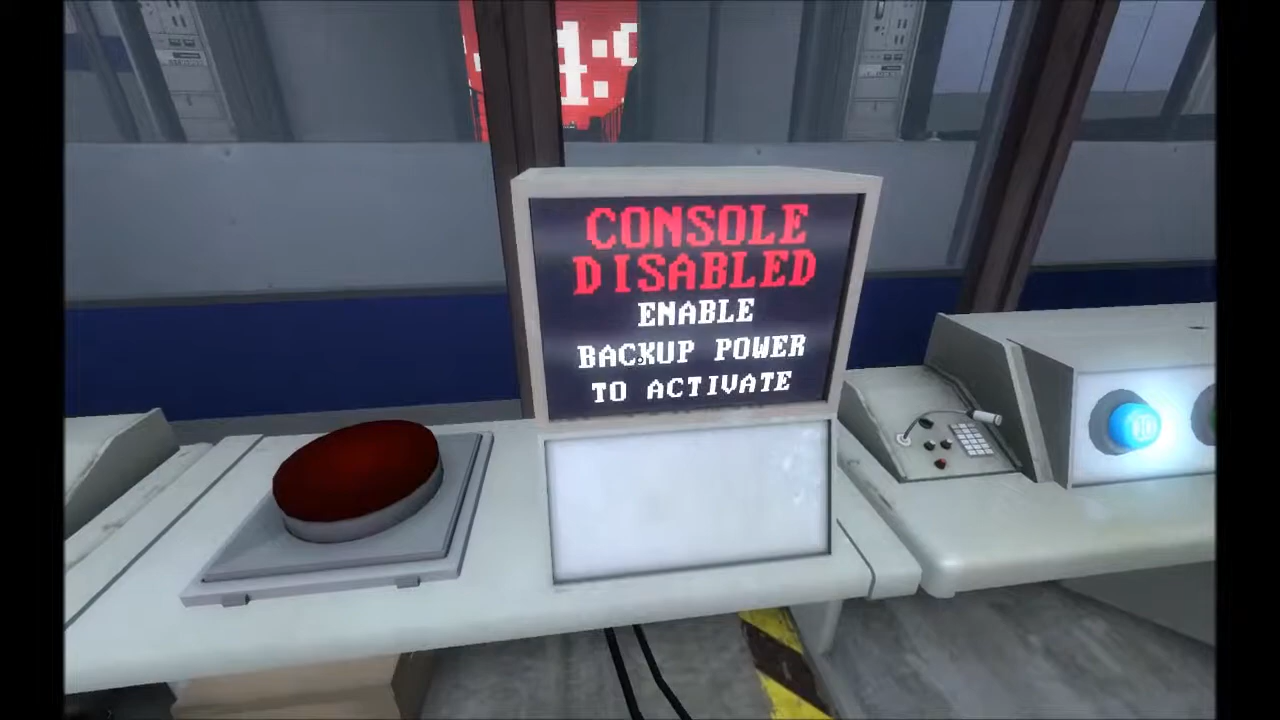 CONSOLE
DISABLED
ENABLE
BACKUP POWER
TO ACTIVATE